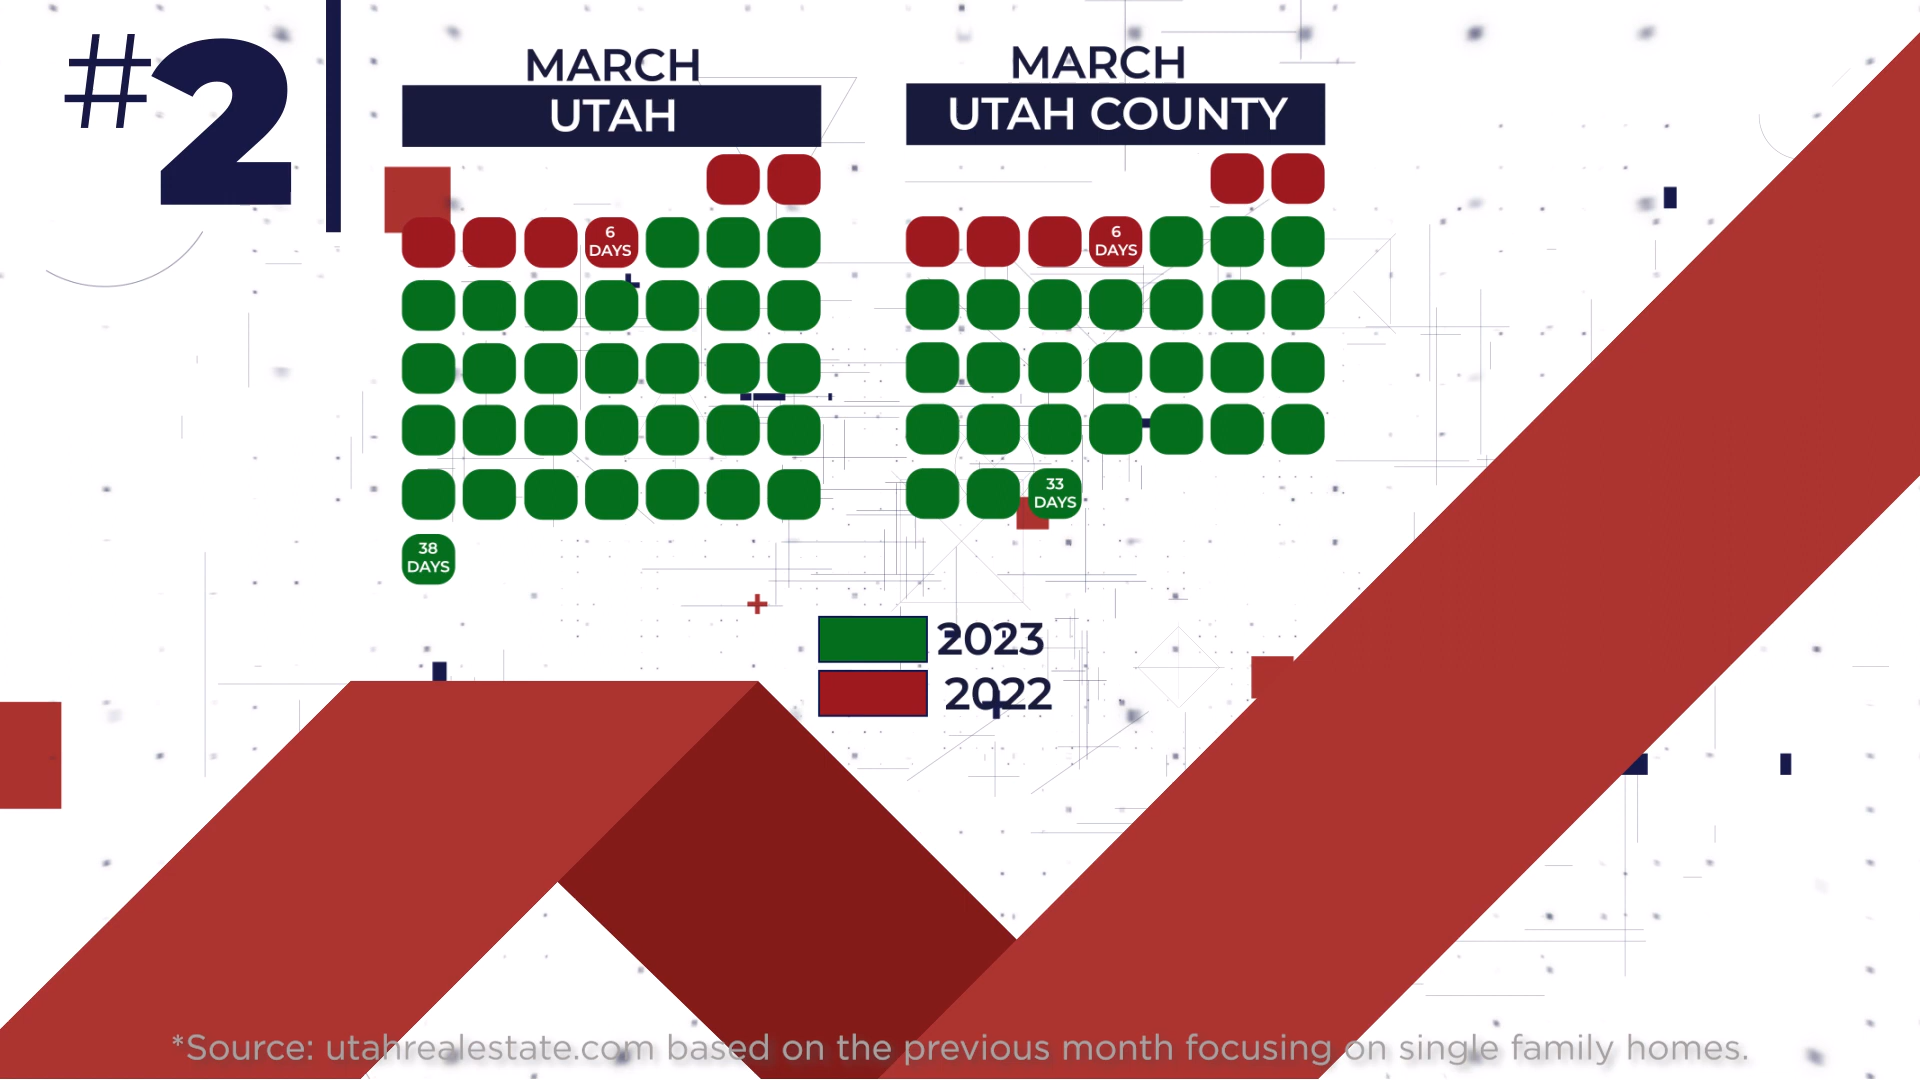 #2
MARCH
UTAH
6
DAYS
38
DAYS
MARCH
UTAH COUNTY
6
DAYS
33
DAYS
2023
2022
*Source: utahrealestate.com based on the previous month focusing on single family homes.